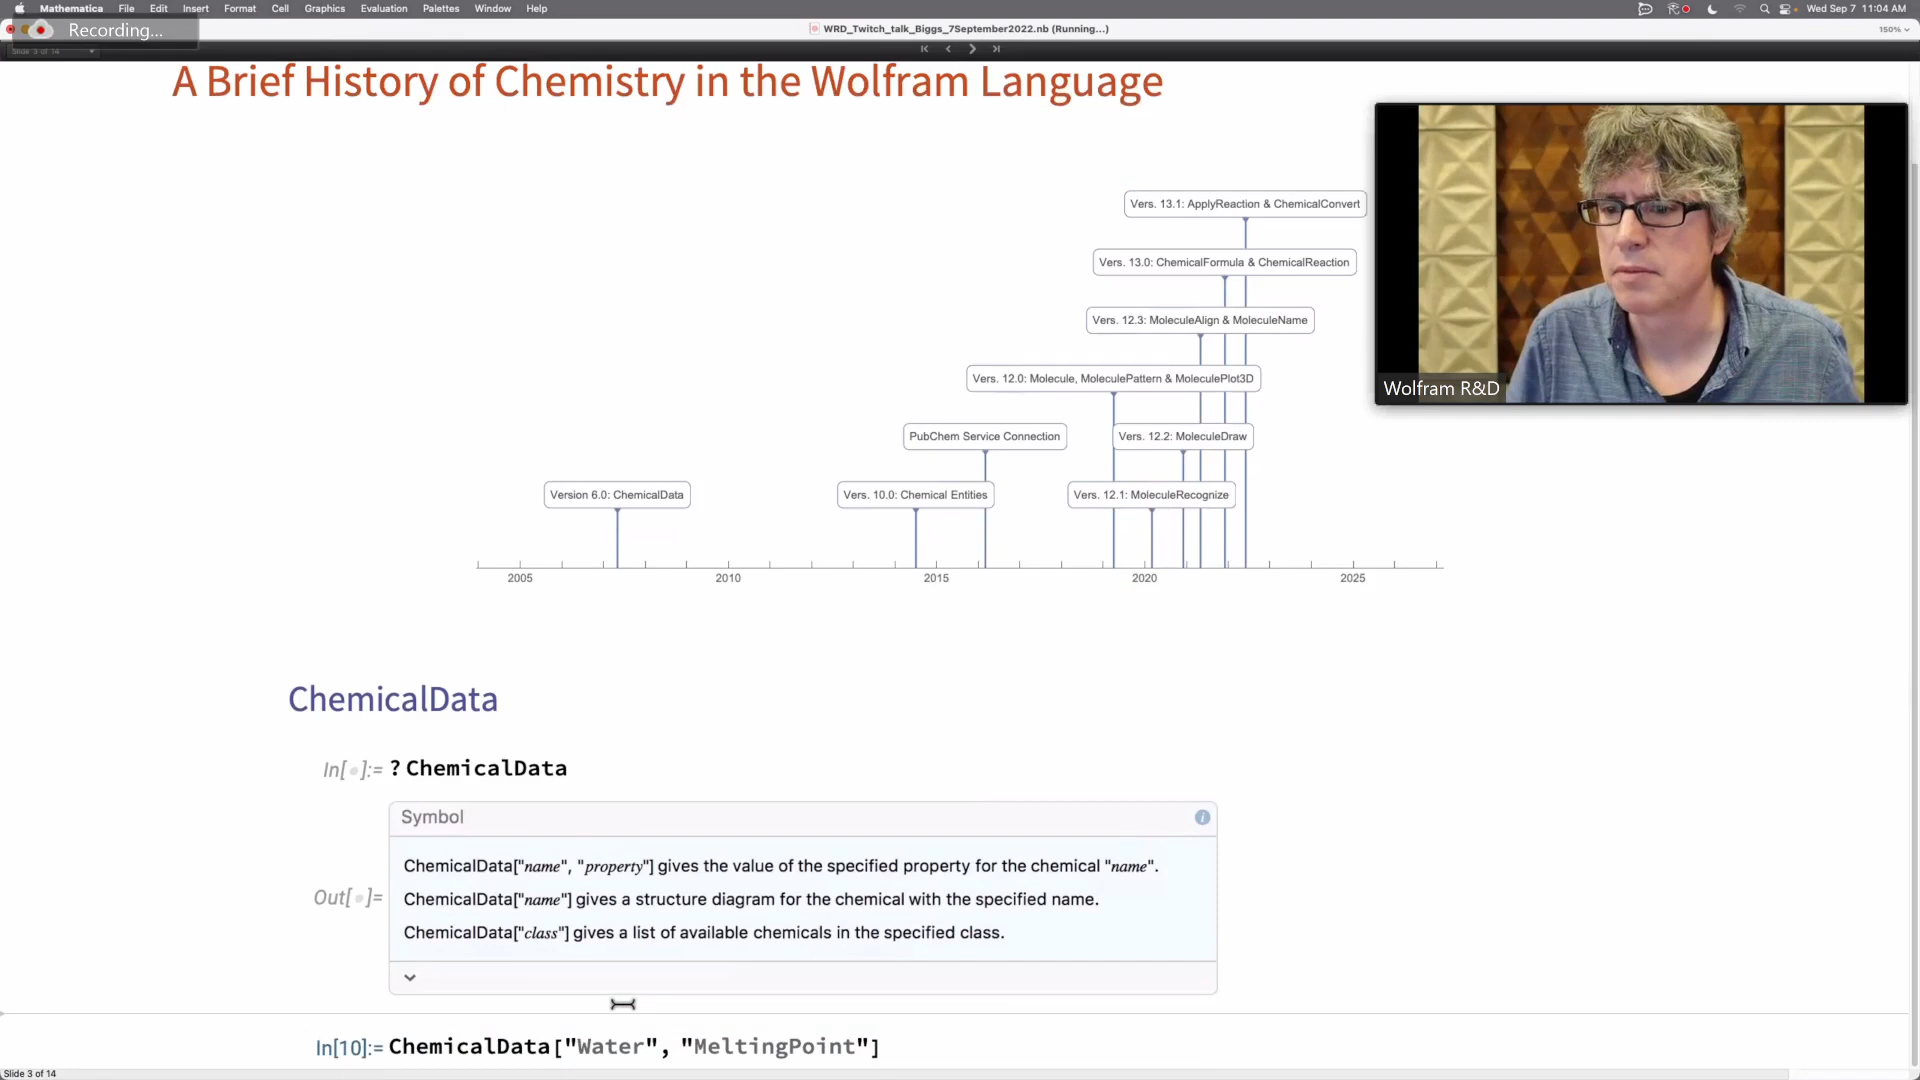 Mathematica File Edit Insert Format Cell Graphics Evaluation Palettes Window Help Wed Sep 7 11:04 AM
Recording...
WRD_Twitch_talk_Biggs_7September2022.nb (Running...)
150%
Slide 3 of 14
A Brief History of Chemistry in the Wolfram Language
Vers. 13.1: ApplyReaction & ChemicalConvert
Vers. 13.0: ChemicalFormula & ChemicalReaction
Vers. 12.3: MoleculeAlign & MoleculeName
Vers. 12.0: Molecule, MoleculePattern & MoleculePlot3D
PubChem Service Connection
Vers. 12.2: MoleculeDraw
Version 6.0: ChemicalData
Vers. 10.0: Chemical Entities
Vers. 12.1: MoleculeRecognize
2005 2010 2015 2020 2025
Wolfram R&D
ChemicalData
In[ ]:= ? ChemicalData
Symbol
Out[ ]=
ChemicalData["name", "property"] gives the value of the specified property for the chemical "name".
ChemicalData["name"] gives a structure diagram for the chemical with the specified name.
ChemicalData["class"] gives a list of available chemicals in the specified class.
In[10]:= ChemicalData["Water", "MeltingPoint"]
Slide 3 of 14